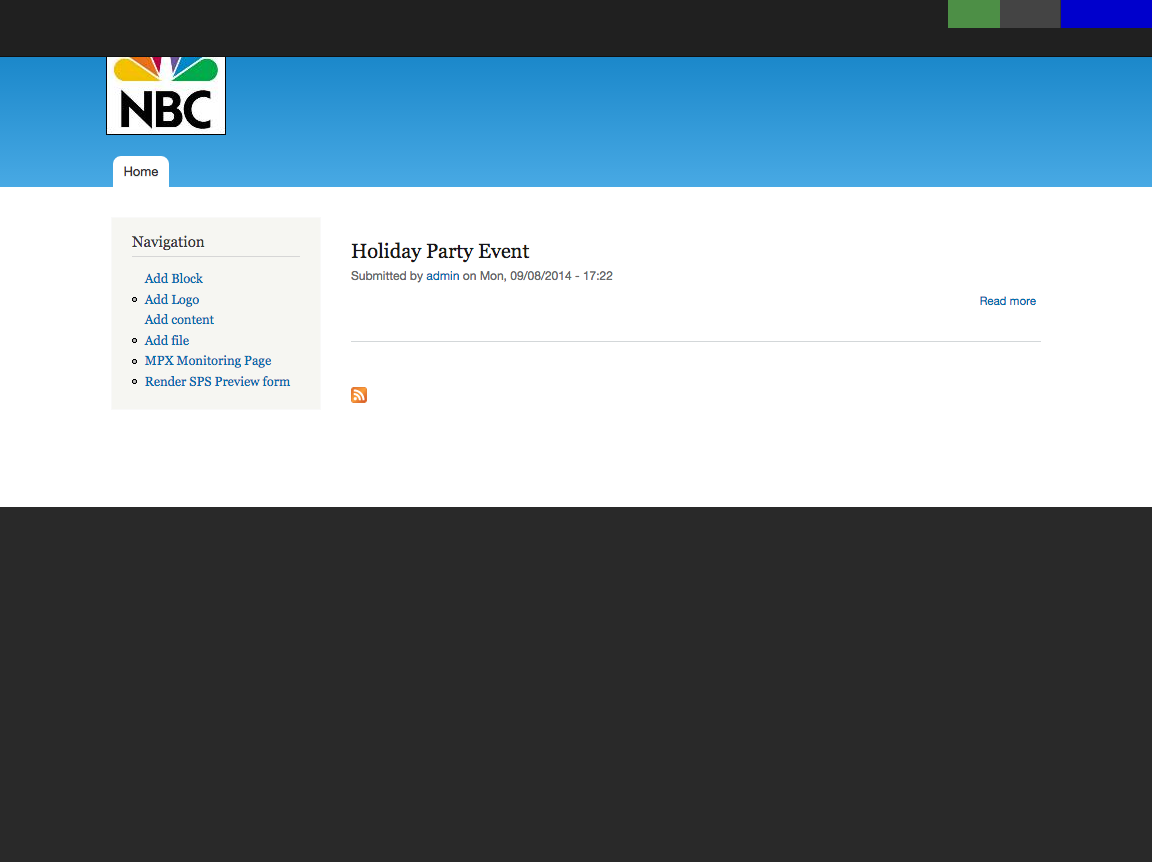 NBC
Home
Navigation
Add Block
Add Logo
Add content
Add file
MPX Monitoring Page
Render SPS Preview form
Holiday Party Event
Submitted by admin on Mon, 09/08/2014 - 17:22
Read more